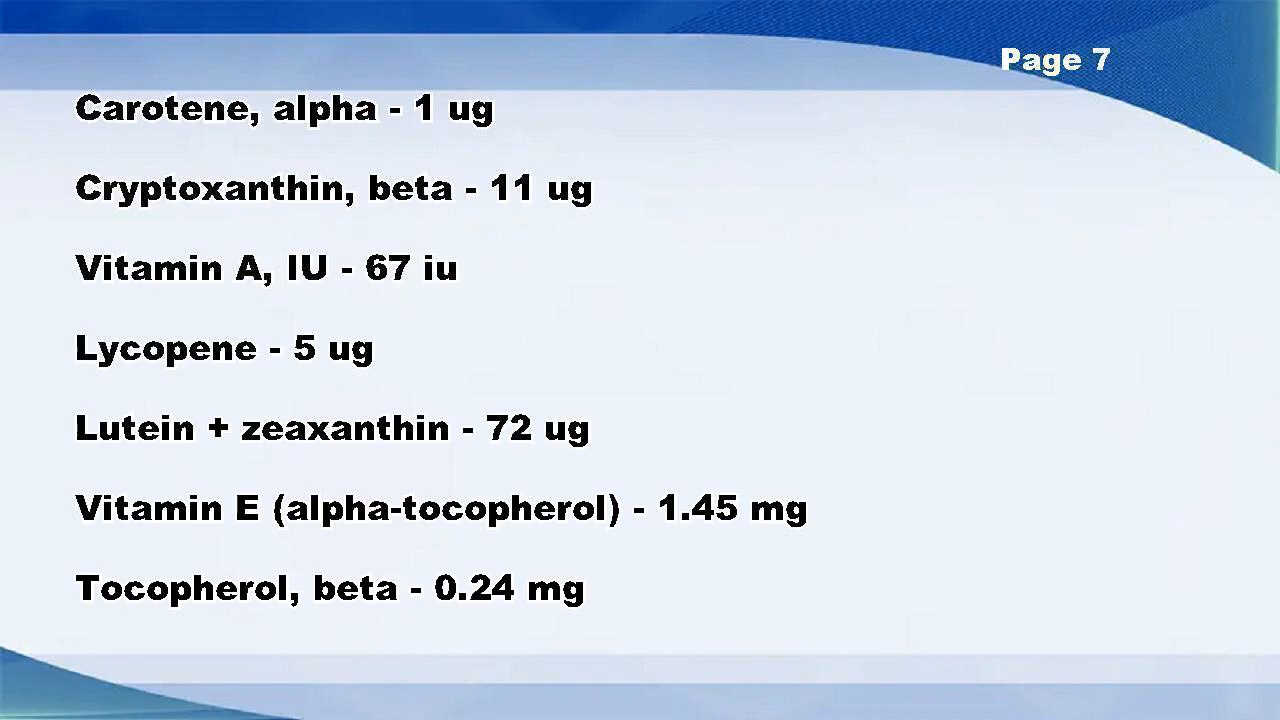 Page 7
Carotene, alpha - 1 ug
Cryptoxanthin, beta - 11 ug
Vitamin A, IU - 67 iu
Lycopene - 5 ug
Lutein + zeaxanthin - 72 ug
Vitamin E (alpha-tocopherol) - 1.45 mg
Tocopherol, beta - 0.24 mg